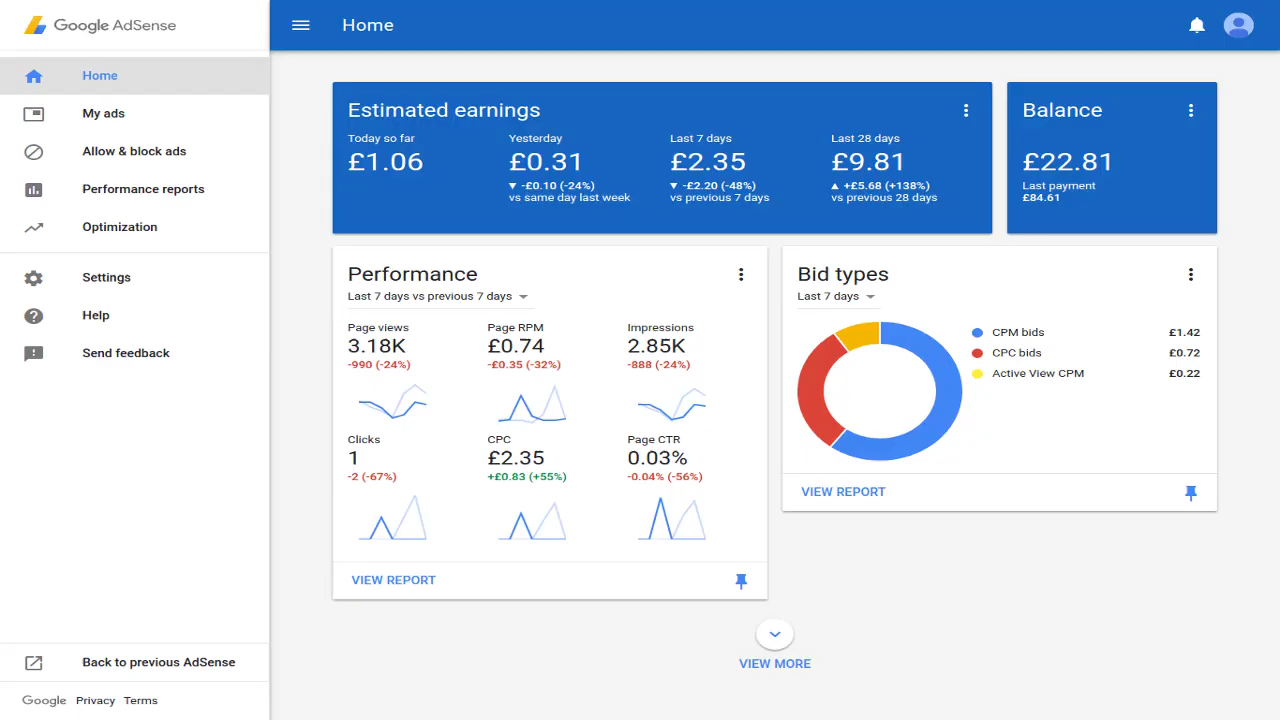 Google AdSense
Home
My ads
Allow & block ads
Performance reports
Optimization
Settings
Help
Send feedback
Back to previous AdSense
Google Privacy Terms
Home
Estimated earnings
Today so far
£1.06
Yesterday
£0.31
-£0.10 (-24%)
vs same day last week
Last 7 days
£2.35
-£2.20 (-48%)
vs previous 7 days
Last 28 days
£9.81
+£5.68 (+138%)
vs previous 28 days
Balance
£22.81
Last payment
£84.61
Performance
Last 7 days vs previous 7 days
Page views
3.18K
-990 (-24%)
Page RPM
£0.74
-£0.35 (-32%)
Impressions
2.85K
-888 (-24%)
Clicks
1
-2 (-67%)
CPC
£2.35
+£0.83 (+55%)
Page CTR
0.03%
-0.04% (-56%)
VIEW REPORT
Bid types
Last 7 days
CPM bids £1.42
CPC bids £0.72
Active View CPM £0.22
VIEW REPORT
VIEW MORE